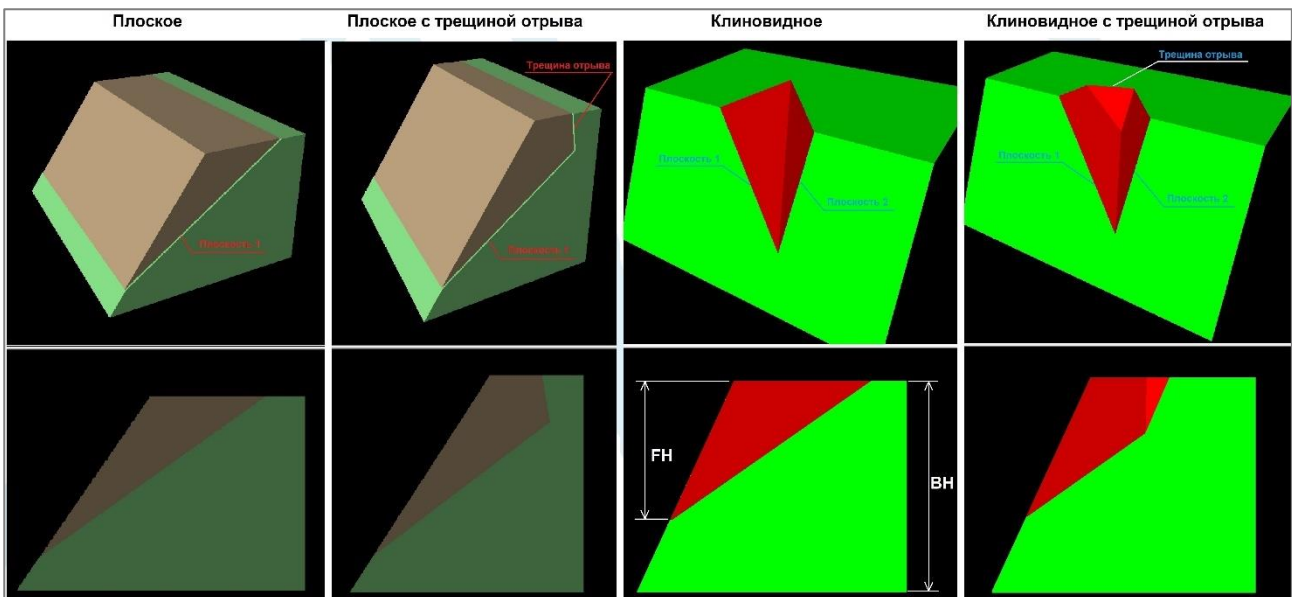 Плоское
Плоское с трещиной отрыва
Клиновидное
Клиновидное с трещиной отрыва
Плоскость 1
Трещина отрыва
Плоскость 1
Плоскость 1
Плоскость 2
Трещина отрыва
Плоскость 1
Плоскость 2
FH
BH